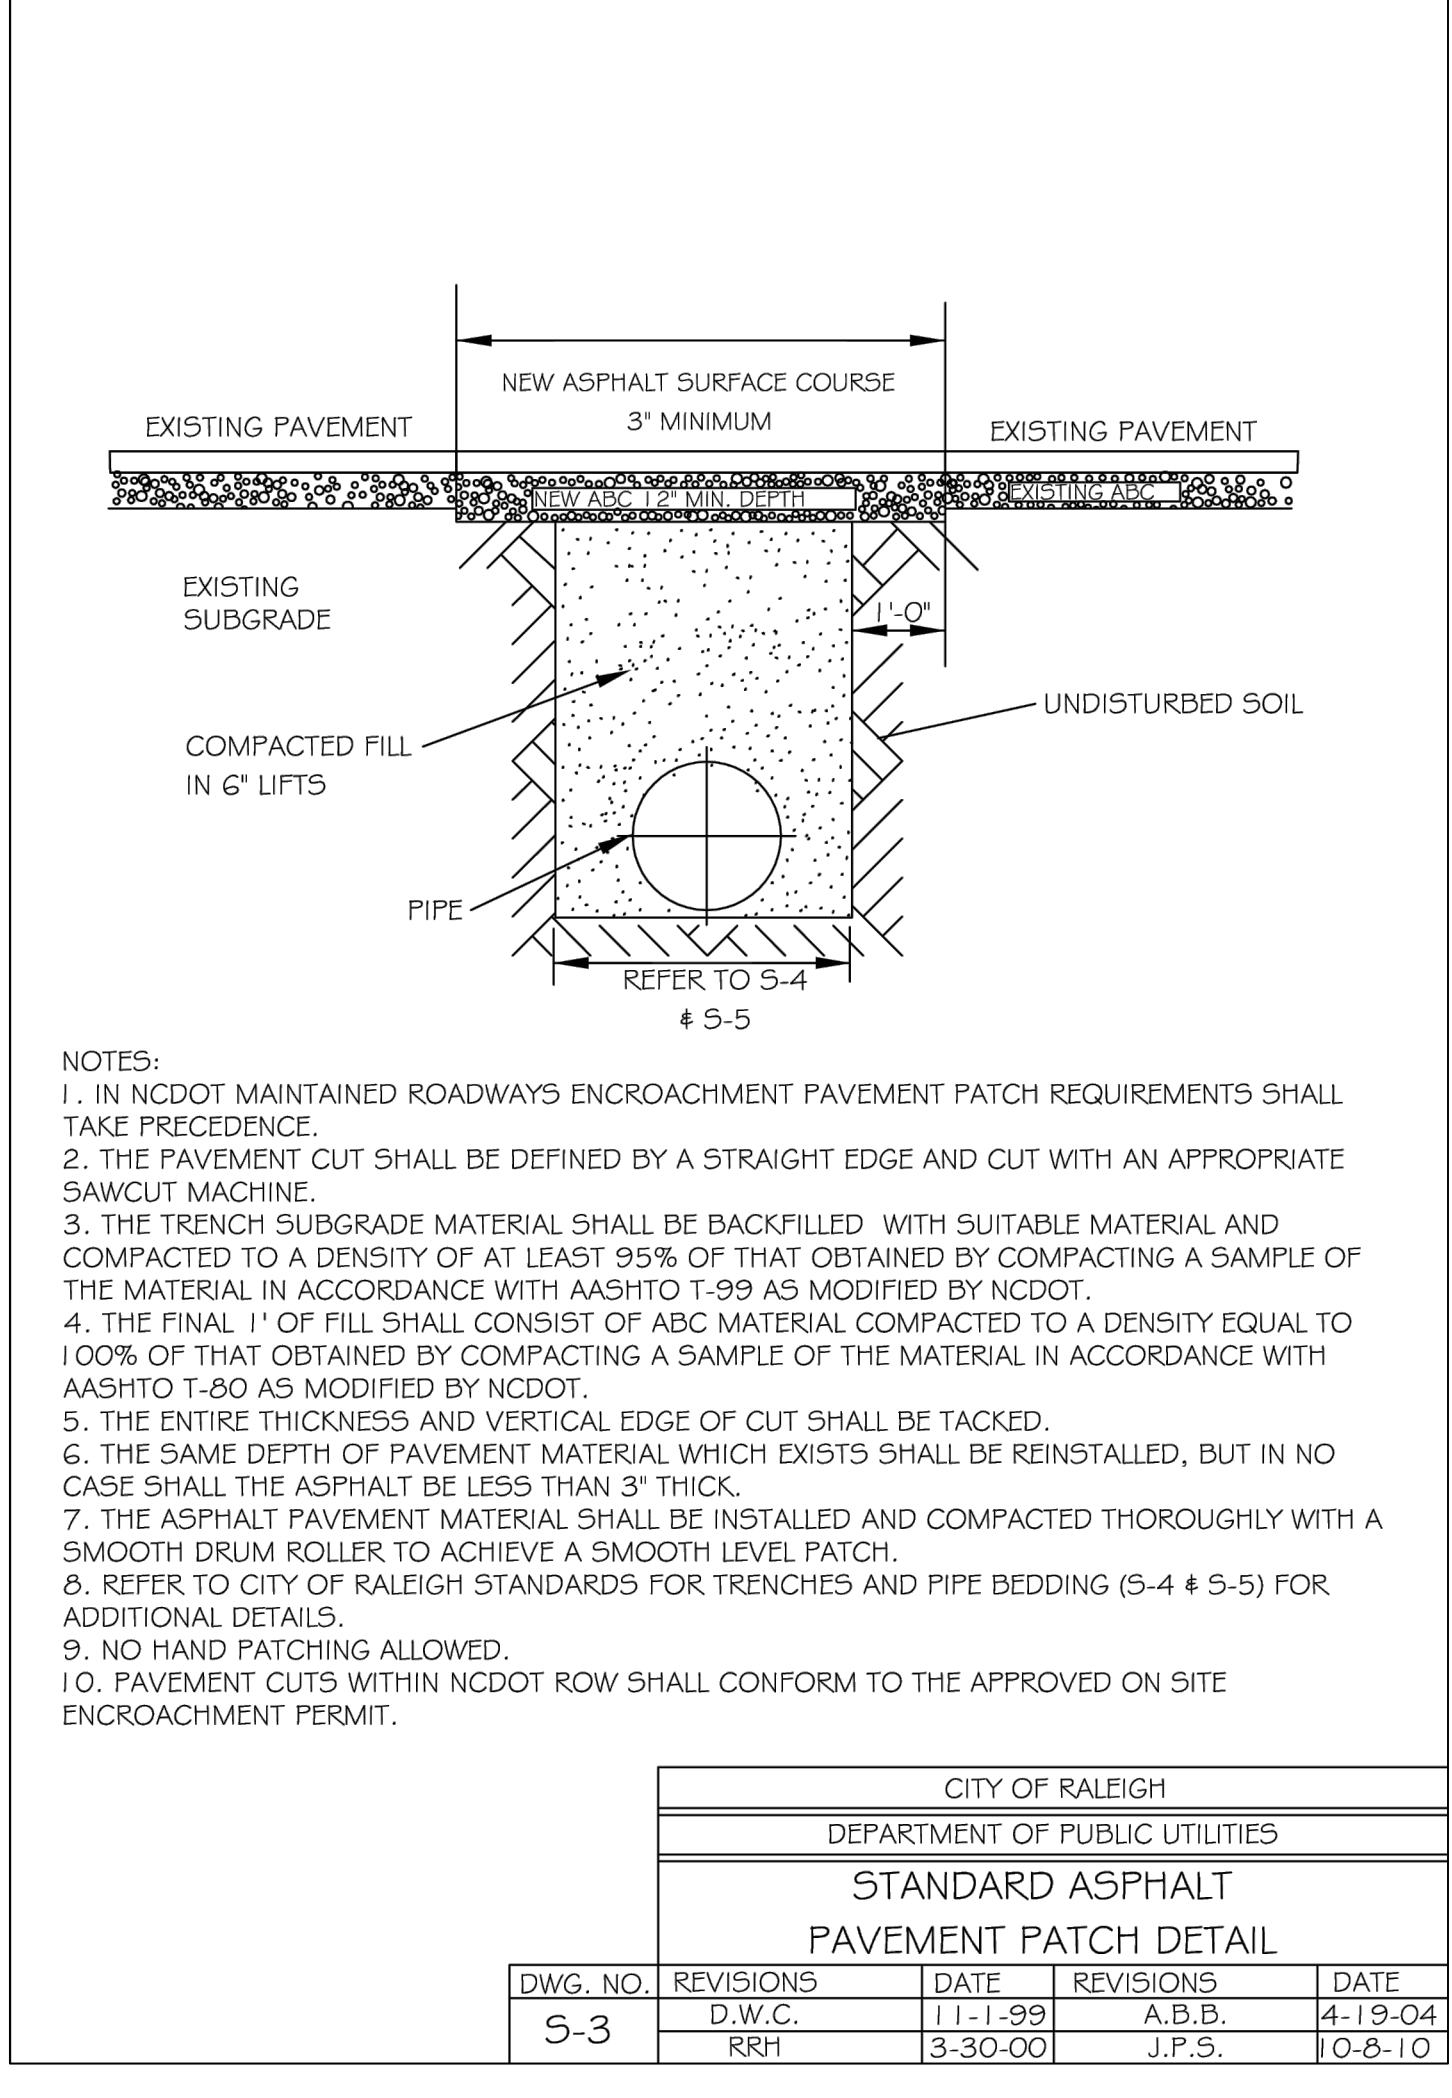 NEW ASPHALT SURFACE COURSE
3" MINIMUM
EXISTING PAVEMENT
EXISTING PAVEMENT
NEW ABC 12" MIN. DEPTH
EXISTING ABC
EXISTING
SUBGRADE
1'-0"
UNDISTURBED SOIL
COMPACTED FILL
IN 6" LIFTS
PIPE
REFER TO S-4
& S-5
NOTES:
1. IN NCDOT MAINTAINED ROADWAYS ENCROACHMENT PAVEMENT PATCH REQUIREMENTS SHALL
TAKE PRECEDENCE.
2. THE PAVEMENT CUT SHALL BE DEFINED BY A STRAIGHT EDGE AND CUT WITH AN APPROPRIATE
SAWCUT MACHINE.
3. THE TRENCH SUBGRADE MATERIAL SHALL BE BACKFILLED WITH SUITABLE MATERIAL AND
COMPACTED TO A DENSITY OF AT LEAST 95% OF THAT OBTAINED BY COMPACTING A SAMPLE OF
THE MATERIAL IN ACCORDANCE WITH AASHTO T-99 AS MODIFIED BY NCDOT.
4. THE FINAL 1' OF FILL SHALL CONSIST OF ABC MATERIAL COMPACTED TO A DENSITY EQUAL TO
100% OF THAT OBTAINED BY COMPACTING A SAMPLE OF THE MATERIAL IN ACCORDANCE WITH
AASHTO T-80 AS MODIFIED BY NCDOT.
5. THE ENTIRE THICKNESS AND VERTICAL EDGE OF CUT SHALL BE TACKED.
6. THE SAME DEPTH OF PAVEMENT MATERIAL WHICH EXISTS SHALL BE REINSTALLED, BUT IN NO
CASE SHALL THE ASPHALT BE LESS THAN 3" THICK.
7. THE ASPHALT PAVEMENT MATERIAL SHALL BE INSTALLED AND COMPACTED THOROUGHLY WITH A
SMOOTH DRUM ROLLER TO ACHIEVE A SMOOTH LEVEL PATCH.
8. REFER TO CITY OF RALEIGH STANDARDS FOR TRENCHES AND PIPE BEDDING (S-4 & S-5) FOR
ADDITIONAL DETAILS.
9. NO HAND PATCHING ALLOWED.
10. PAVEMENT CUTS WITHIN NCDOT ROW SHALL CONFORM TO THE APPROVED ON SITE
ENCROACHMENT PERMIT.
CITY OF RALEIGH
DEPARTMENT OF PUBLIC UTILITIES
STANDARD ASPHALT
PAVEMENT PATCH DETAIL
DWG. NO. REVISIONS DATE REVISIONS DATE
S-3
D.W.C. 11-1-99 A.B.B. 4-19-04
RRH 3-30-00 J.P.S. 10-8-10